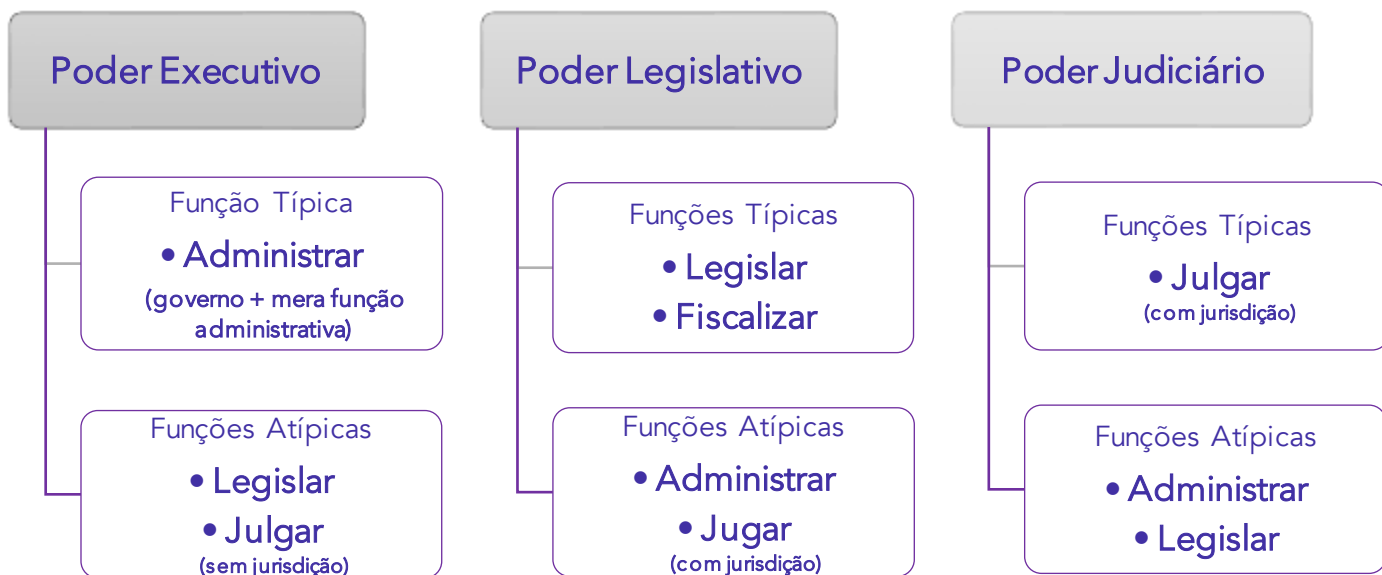 Poder Executivo
Função Típica
• Administrar
(governo + mera função
administrativa)
Funções Atípicas
• Legislar
• Julgar
(sem jurisdição)
Poder Legislativo
Funções Típicas
• Legislar
• Fiscalizar
Funções Atípicas
• Administrar
• Jugar
(com jurisdição)
Poder Judiciário
Funções Típicas
• Julgar
(com jurisdição)
Funções Atípicas
• Administrar
• Legislar